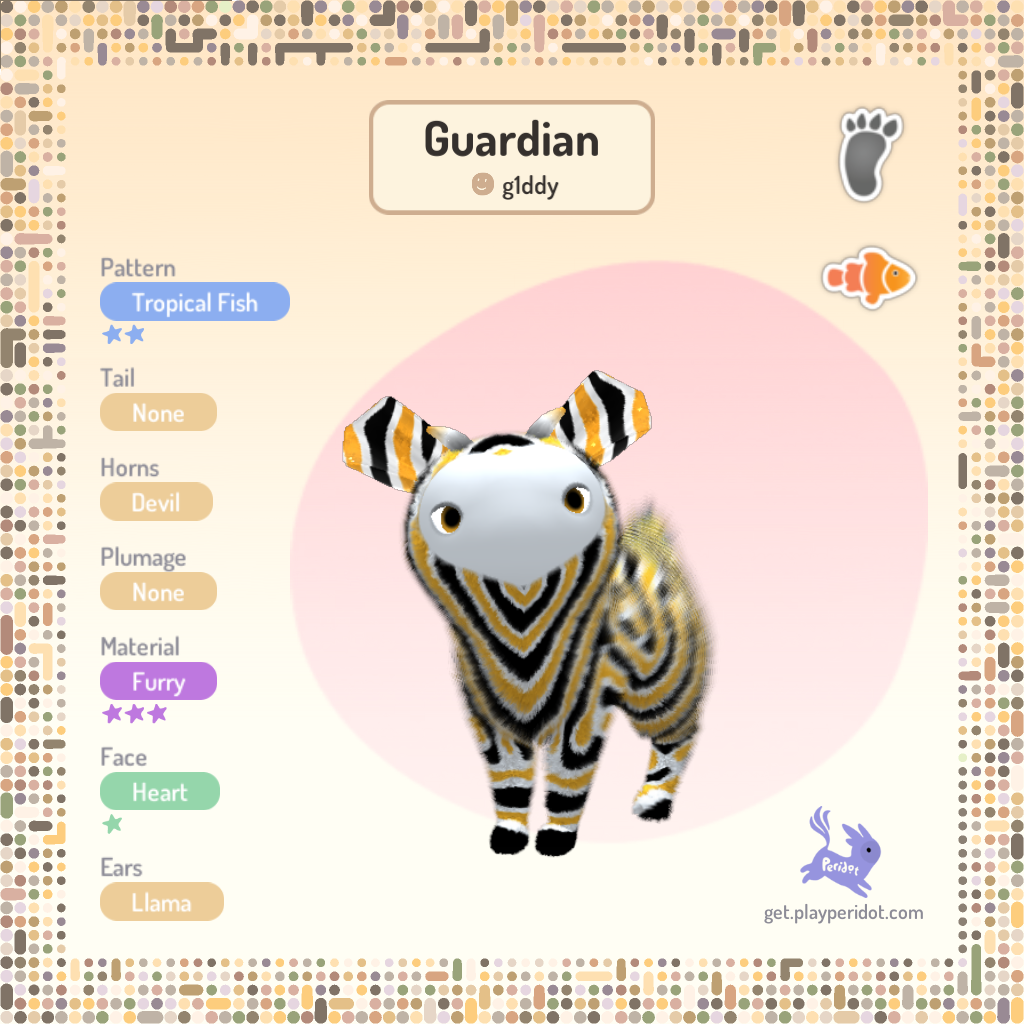 Guardian
g1ddy
Pattern
Tropical Fish
Tail
None
Horns
Devil
Plumage
None
Material
Furry
Face
Heart
Ears
Llama
Peridot
get.playperidot.com